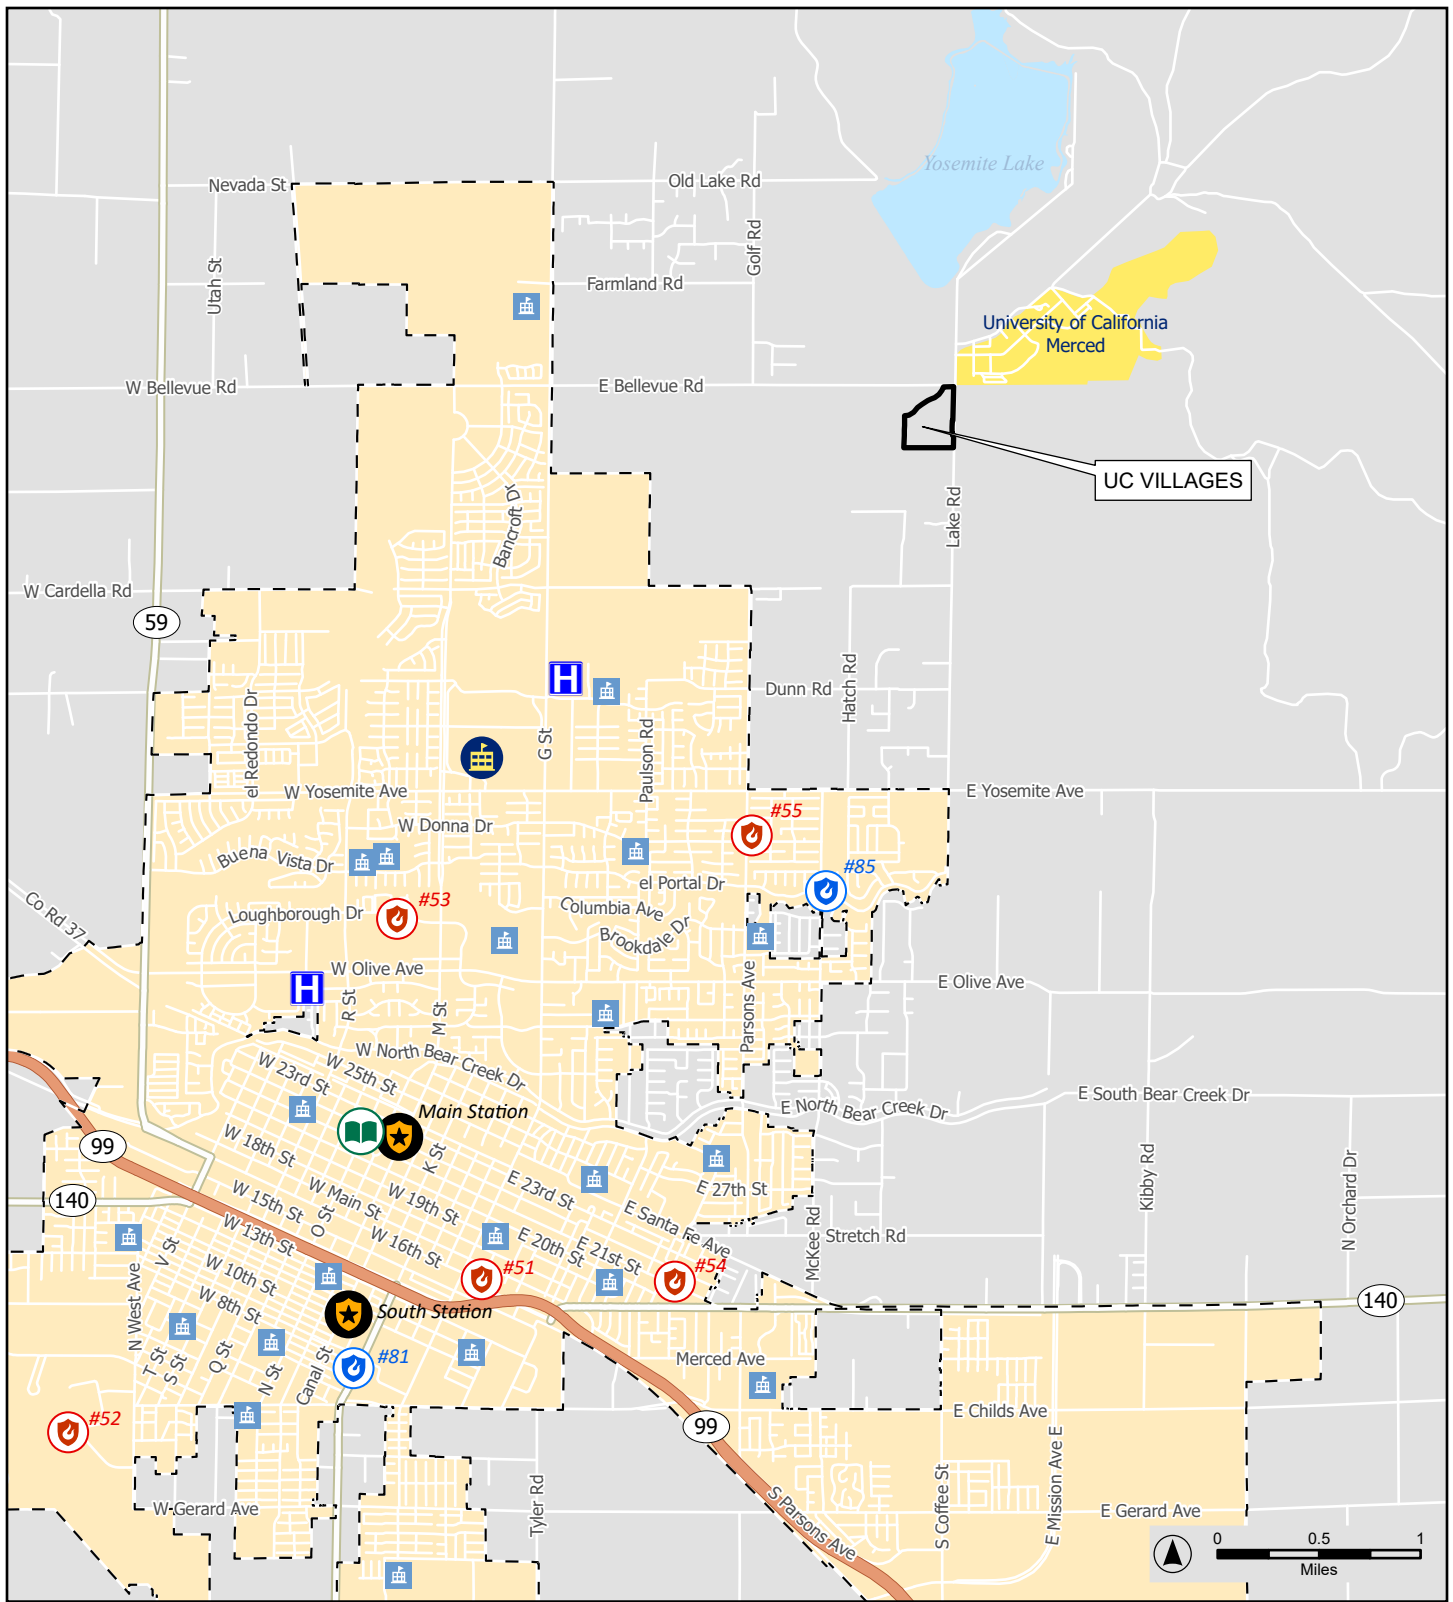 Yosemite Lake
Nevada St
Old Lake Rd
Golf Rd
Utah St
Farmland Rd
University of California
Merced
W Bellevue Rd
E Bellevue Rd
UC VILLAGES
Bancroft Dr
Lake Rd
W Cardella Rd
59
H
Dunn Rd
Hatch Rd
el Redondo Dr
G St
Paulson Rd
W Yosemite Ave
E Yosemite Ave
#55
W Donna Dr
Buena Vista Dr
#85
el Portal Dr
#53
Columbia Ave
Loughborough Dr
Brookdale Dr
Co Rd 37
W Olive Ave
E Olive Ave
H
R St
M St
Parsons Ave
W North Bear Creek Dr
W 25th St
W 23rd St
E South Bear Creek Dr
E North Bear Creek Dr
Main Station
99
W 18th St
K St
Kibby Rd
N Orchard Dr
140
W 15th St
W Main St
W 19th St
E 23rd St
E 27th St
O St
E Santa Fe Ave
McKee Rd
Stretch Rd
W 13th St
W 16th St
E 20th St
E 21st St
V St
#51
#54
W 10th St
N West Ave
W 8th St
South Station
140
T St
S St
Q St
N St
Canal St
#81
Merced Ave
#52
99
E Childs Ave
W Gerard Ave
Tyler Rd
S Parsons Ave
S Coffee St
E Mission Ave E
E Gerard Ave
0 0.5 1
Miles